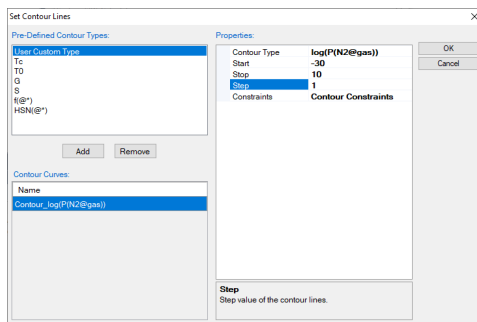 Set Contour Lines
Pre-Defined Contour Types:
User Custom Type
Tc
T0
G
S
f(@*)
HSN(@*)
Add Remove
Contour Curves:
Name
Contour_log(P(N2@gas))
Properties:
Contour Type log(P(N2@gas))
Start -30
Stop 10
Step 1
Constraints Contour Constraints
Step
Step value of the contour lines.
OK
Cancel